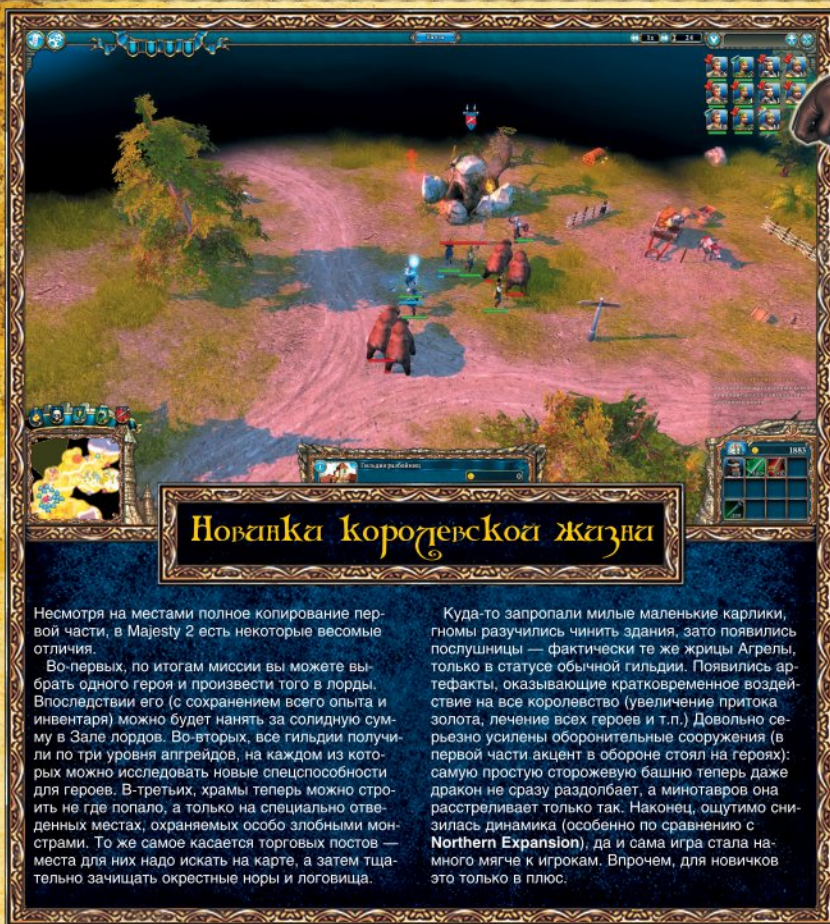 1x
24
Гильдия разбойниц
0
1883
Новинки королевской жизни
Несмотря на местами полное копирование пер-
вой части, в Majesty 2 есть некоторые весомые
отличия.
Во-первых, по итогам миссии вы можете вы-
брать одного героя и произвести того в лорды.
Впоследствии его (с сохранением всего опыта и
инвентаря) можно будет нанять за солидную сум-
му в Зале лордов. Во-вторых, все гильдии получи-
ли по три уровня апгрейдов, на каждом из кото-
рых можно исследовать новые спецспособности
для героев. В-третьих, храмы теперь можно стро-
ить не где попало, а только на специально отве-
денных местах, охраняемых особо злобными мон-
страми. То же самое касается торговых постов —
места для них надо искать на карте, а затем тща-
тельно зачищать окрестные норы и логовища.
Куда-то запропали милые маленькие карлики,
гномы разучились чинить здания, зато появились
послушницы — фактически те же жрицы Агрелы,
только в статусе обычной гильдии. Появились ар-
тефакты, оказывающие кратковременное воздей-
ствие на все королевство (увеличение притока
золота, лечение всех героев и т.п.) Довольно се-
рьезно усилены оборонительные сооружения (в
первой части акцент в обороне стоял на героях):
самую простую сторожевую башню теперь даже
дракон не сразу раздолбает, а минотавров она
расстреливает только так. Наконец, ощутимо сни-
зилась динамика (особенно по сравнению с
Northern Expansion), да и сама игра стала на-
много мягче к игрокам. Впрочем, для новичков
это только в плюс.